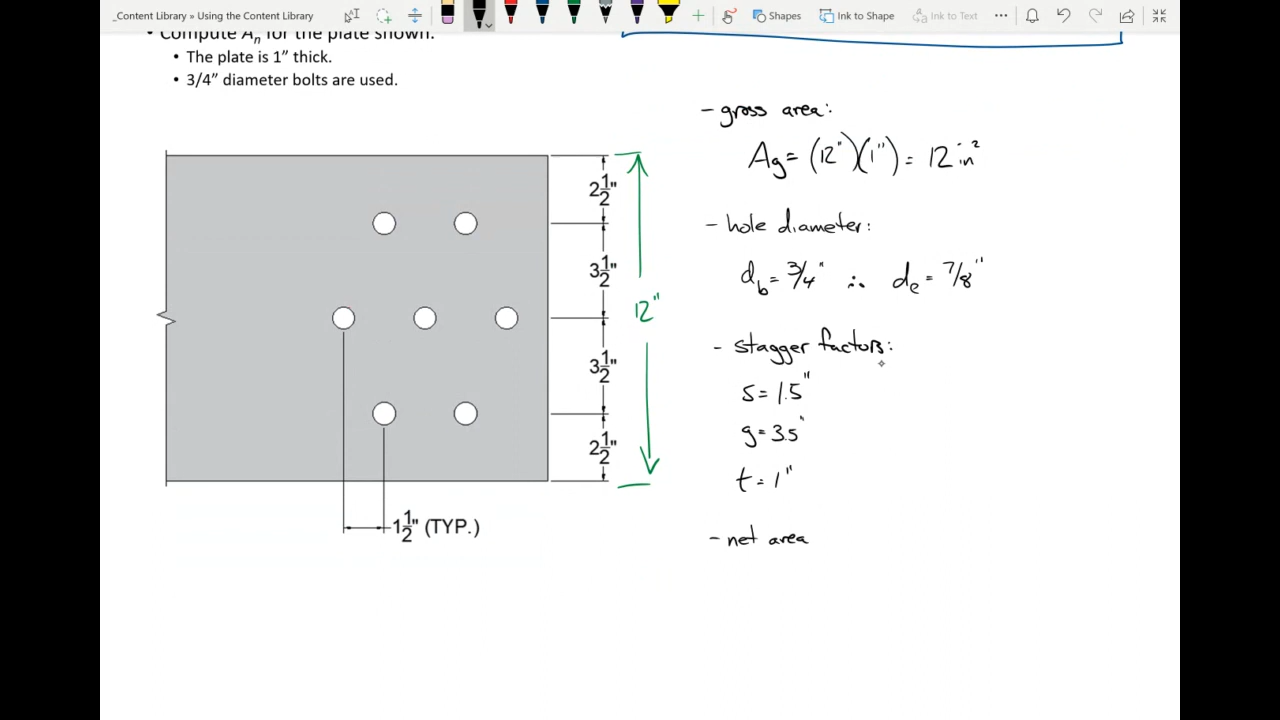 _Content Library » Using the Content Library
Shapes
Ink to Shape
Ink to Text
• Compute An for the plate shown.
• The plate is 1” thick.
• 3/4” diameter bolts are used.
2 1/2"
3 1/2"
3 1/2"
2 1/2"
12"
1 1/2" (TYP.)
- gross area:
Ag = (12")(1") = 12 in²
- hole diameter:
db = 3/4" ∴ de = 7/8"
- stagger factors:
s = 1.5"
g = 3.5"
t = 1"
- net area